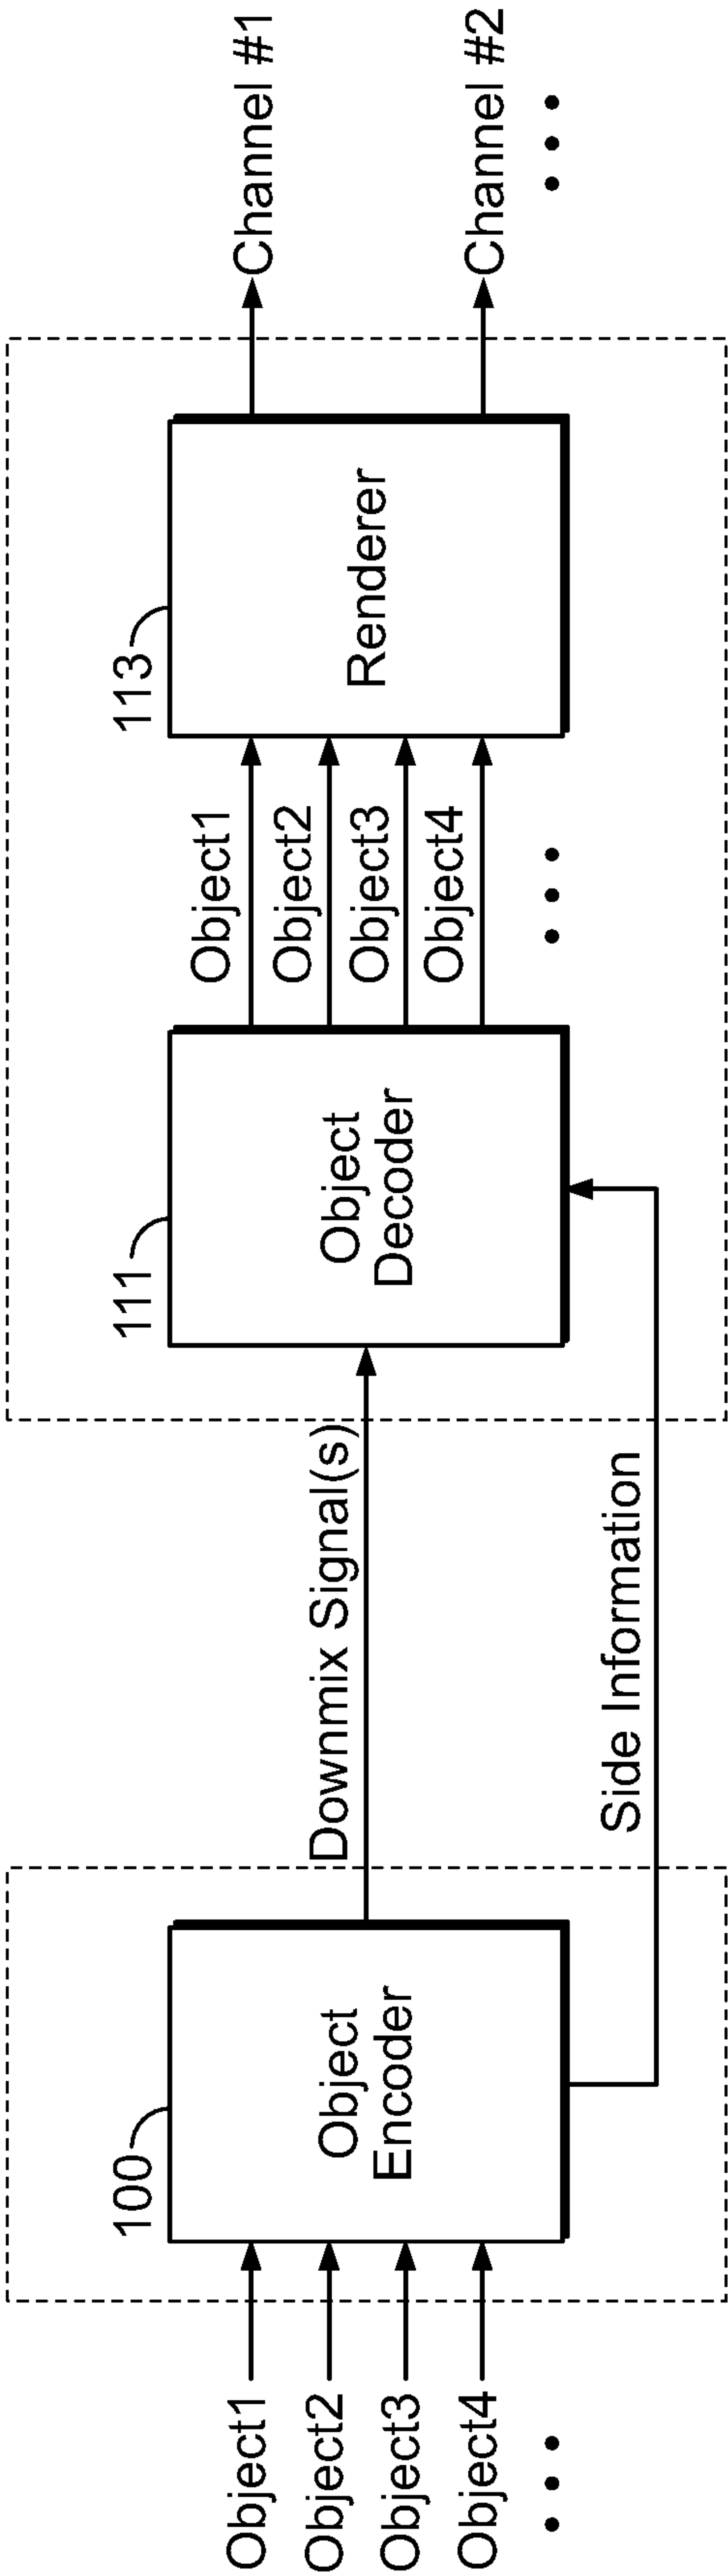 Object1
Object2
Object3
Object4
100
Object
Encoder
Downmix Signal(s)
Side Information
111
Object
Decoder
Object1
Object2
Object3
Object4
113
Renderer
Channel #1
Channel #2